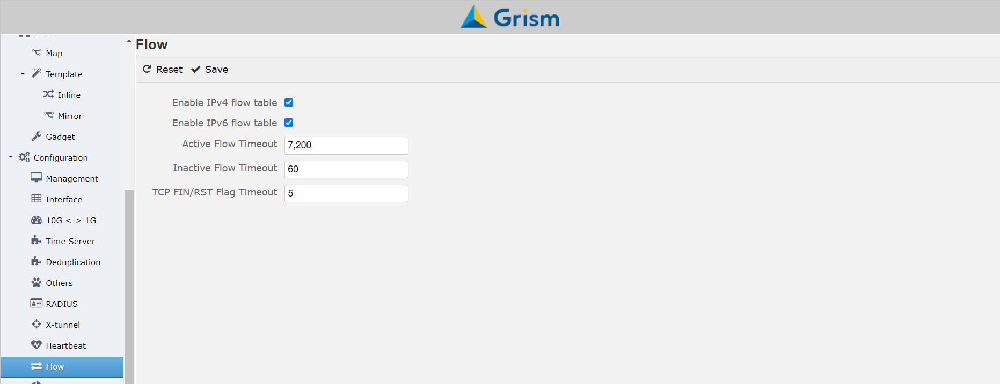 Grism
Map
- Template
Inline
Mirror
Gadget
- Configuration
Management
Interface
10G <-> 1G
Time Server
Deduplication
Others
RADIUS
X-tunnel
Heartbeat
Flow
Flow
Reset Save
Enable IPv4 flow table
Enable IPv6 flow table
Active Flow Timeout 7,200
Inactive Flow Timeout 60
TCP FIN/RST Flag Timeout 5